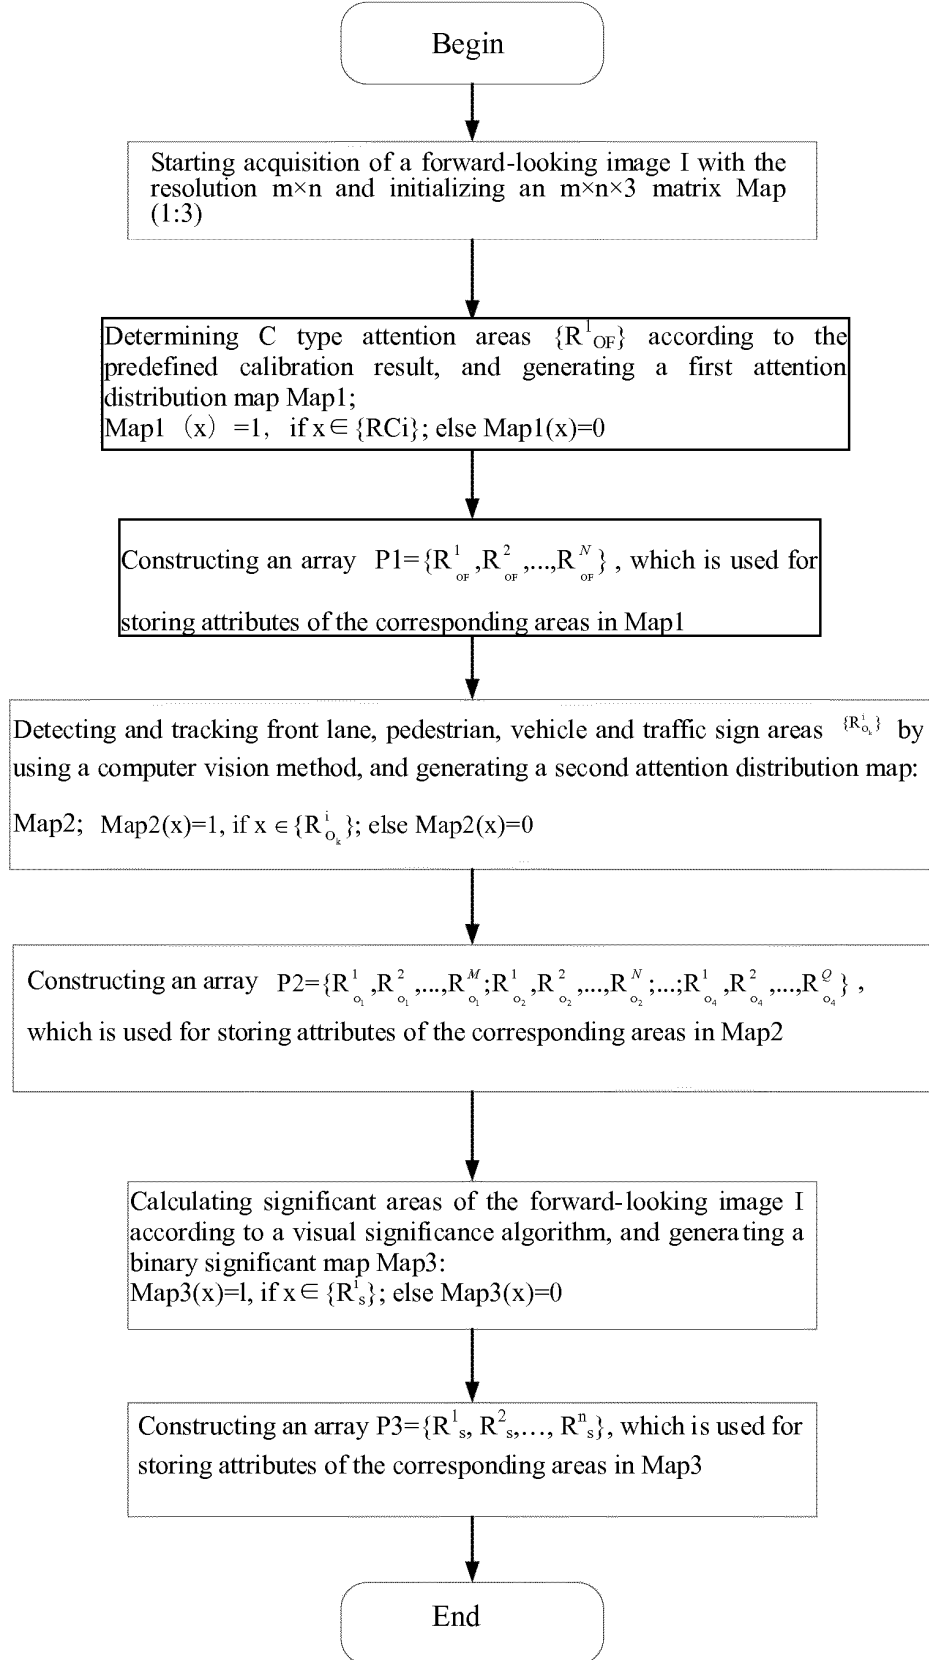 Begin
Starting acquisition of a forward-looking image I with the
resolution m×n and initializing an m×n×3 matrix Map
(1:3)
Determining C type attention areas {R¹OF} according to the
predefined calibration result, and generating a first attention
distribution map Map1;
Map1（x）=1, if x∈{RCi}; else Map1(x)=0
Constructing an array P1={R¹OF,R²OF,...,RᴺOF} , which is used for
storing attributes of the corresponding areas in Map1
Detecting and tracking front lane, pedestrian, vehicle and traffic sign areas {Rⁱoₖ} by
using a computer vision method, and generating a second attention distribution map:
Map2; Map2(x)=1, if x ∈{RⁱOₖ}; else Map2(x)=0
Constructing an array P2={R¹o₁,R²o₁,...,Rᴹo₁;R¹o₂,R²o₂,...,Rᴺo₂;...;R¹o₄,R²o₄,...,R^Qo₄} ,
which is used for storing attributes of the corresponding areas in Map2
Calculating significant areas of the forward-looking image I
according to a visual significance algorithm, and generating a
binary significant map Map3:
Map3(x)=l, if x∈{Rⁱs}; else Map3(x)=0
Constructing an array P3={R¹s, R²s,…, Rⁿs}, which is used for
storing attributes of the corresponding areas in Map3
End